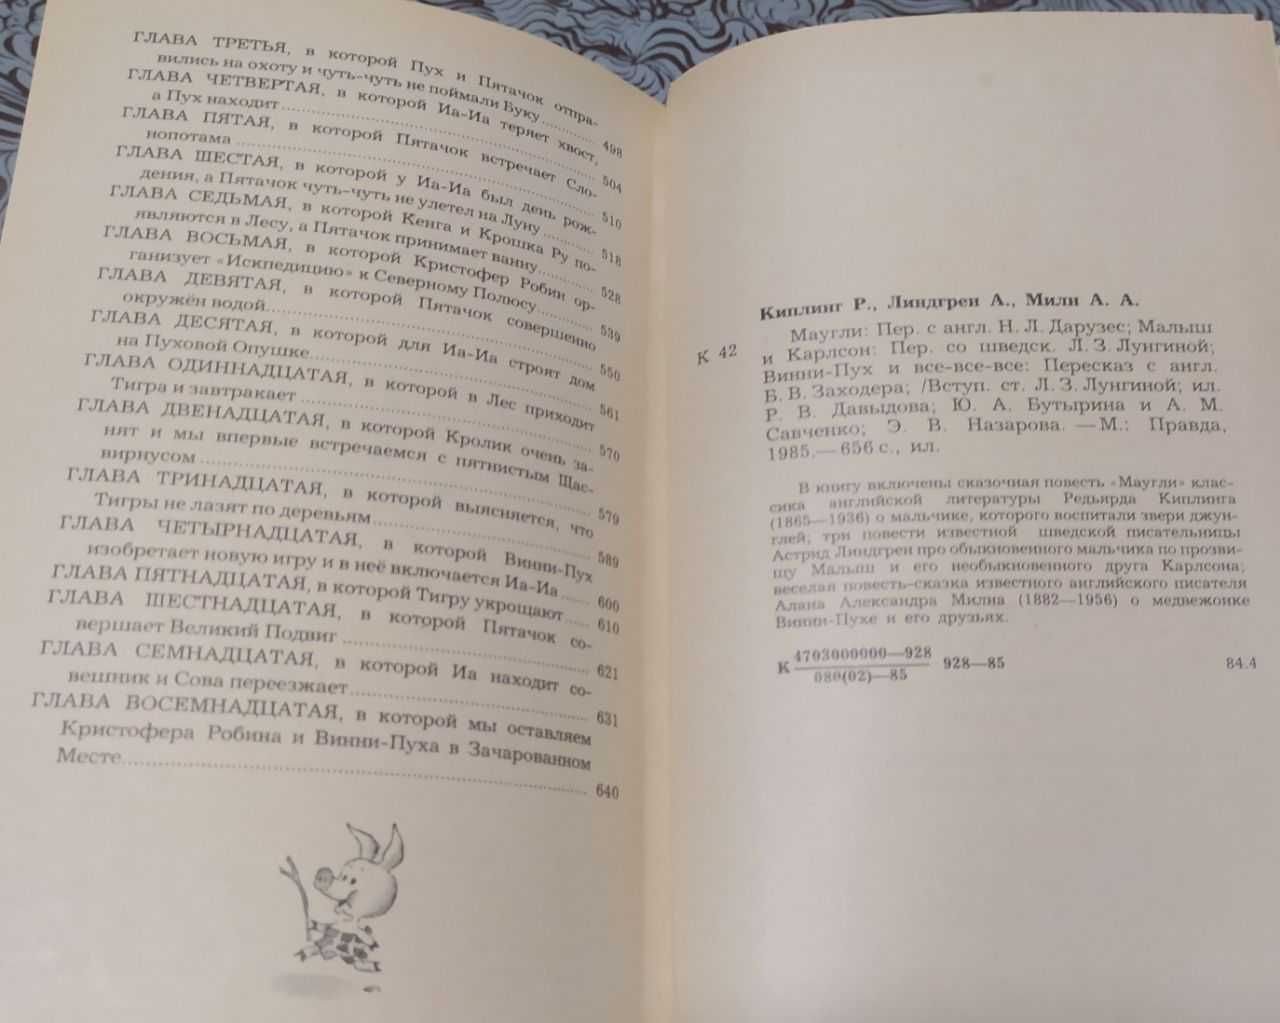 ГЛАВА ТРЕТЬЯ, в которой Пух и Пятачок отпра-
вились на охоту и чуть-чуть не поймали Буку .......... 498
ГЛАВА ЧЕТВЕРТАЯ, в которой Иа-Иа теряет хвост,
а Пух находит .......... 504
ГЛАВА ПЯТАЯ, в которой Пятачок встречает Сло-
нопотама .......... 510
ГЛАВА ШЕСТАЯ, в которой у Иа-Иа был день рож-
дения, а Пятачок чуть-чуть не улетел на Луну .......... 518
ГЛАВА СЕДЬМАЯ, в которой Кенга и Крошка Ру по-
являются в Лесу, а Пятачок принимает ванну .......... 528
ГЛАВА ВОСЬМАЯ, в которой Кристофер Робин ор-
ганизует «Искпедицию» к Северному Полюсу .......... 539
ГЛАВА ДЕВЯТАЯ, в которой Пятачок совершенно
окружён водой .......... 550
ГЛАВА ДЕСЯТАЯ, в которой для Иа-Иа строят дом
на Пуховой Опушке .......... 561
ГЛАВА ОДИННАДЦАТАЯ, в которой в Лес приходит
Тигра и завтракает .......... 570
ГЛАВА ДВЕНАДЦАТАЯ, в которой Кролик очень за-
нят и мы впервые встречаемся с пятнистым Щас-
вирнусом .......... 579
ГЛАВА ТРИНАДЦАТАЯ, в которой выясняется, что
Тигры не лазят по деревьям .......... 589
ГЛАВА ЧЕТЫРНАДЦАТАЯ, в которой Винни-Пух
изобретает новую игру и в неё включается Иа-Иа .......... 600
ГЛАВА ПЯТНАДЦАТАЯ, в которой Тигру укрощают .......... 610
ГЛАВА ШЕСТНАДЦАТАЯ, в которой Пятачок со-
вершает Великий Подвиг .......... 621
ГЛАВА СЕМНАДЦАТАЯ, в которой Иа находит со-
вешник и Сова переезжает .......... 631
ГЛАВА ВОСЕМНАДЦАТАЯ, в которой мы оставляем
Кристофера Робина и Винни-Пуха в Зачарованном
Месте .......... 640
Киплинг Р., Линдгрен А., Милн А. А.
К 42
Маугли: Пер. с англ. Н. Л. Дарузес; Малыш
и Карлсон: Пер. со шведск. Л. З. Лунгиной;
Винни-Пух и все-все-все: Пересказ с англ.
Б. В. Заходера; /Вступ. ст. Л. З. Лунгиной; ил.
Р. В. Давыдова; Ю. А. Бутырина и А. М.
Савченко; Э. В. Назарова. — М.: Правда,
1985.— 656 с., ил.
В книгу включены сказочная повесть «Маугли» клас-
сика английской литературы Редьярда Киплинга
(1865—1936) о мальчике, которого воспитали звери джун-
глей; три повести известной шведской писательницы
Астрид Линдгрен про обыкновенного мальчика по прозви-
щу Малыш и его необыкновенного друга Карлсона;
веселая повесть-сказка известного английского писателя
Алана Александра Милна (1882—1956) о медвежонке
Винни-Пухе и его друзьях.
К 4703000000—928 / 080(02)—85 928—85 84.4